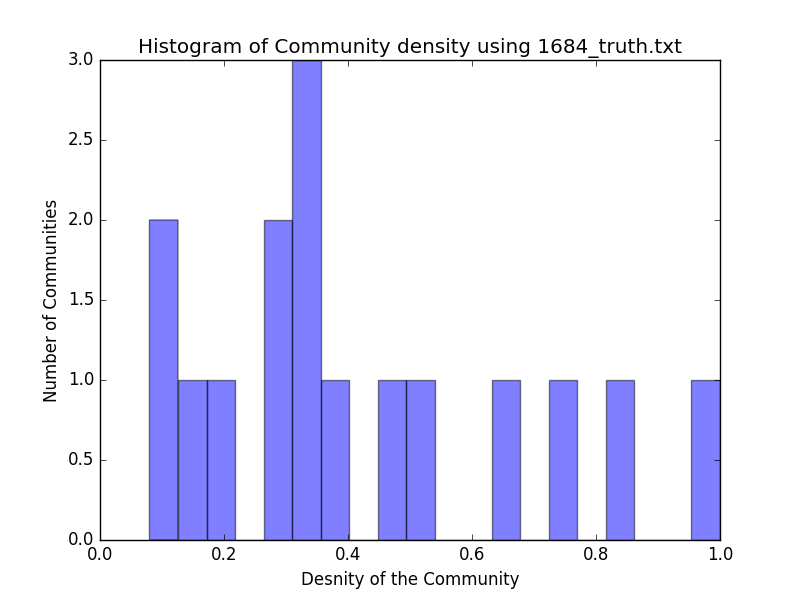 Histogram of Community density using 1684_truth.txt
3.0
2.5
2.0
1.5
1.0
0.5
0.0
Number of Communities
0.0 0.2 0.4 0.6 0.8 1.0
Desnity of the Community